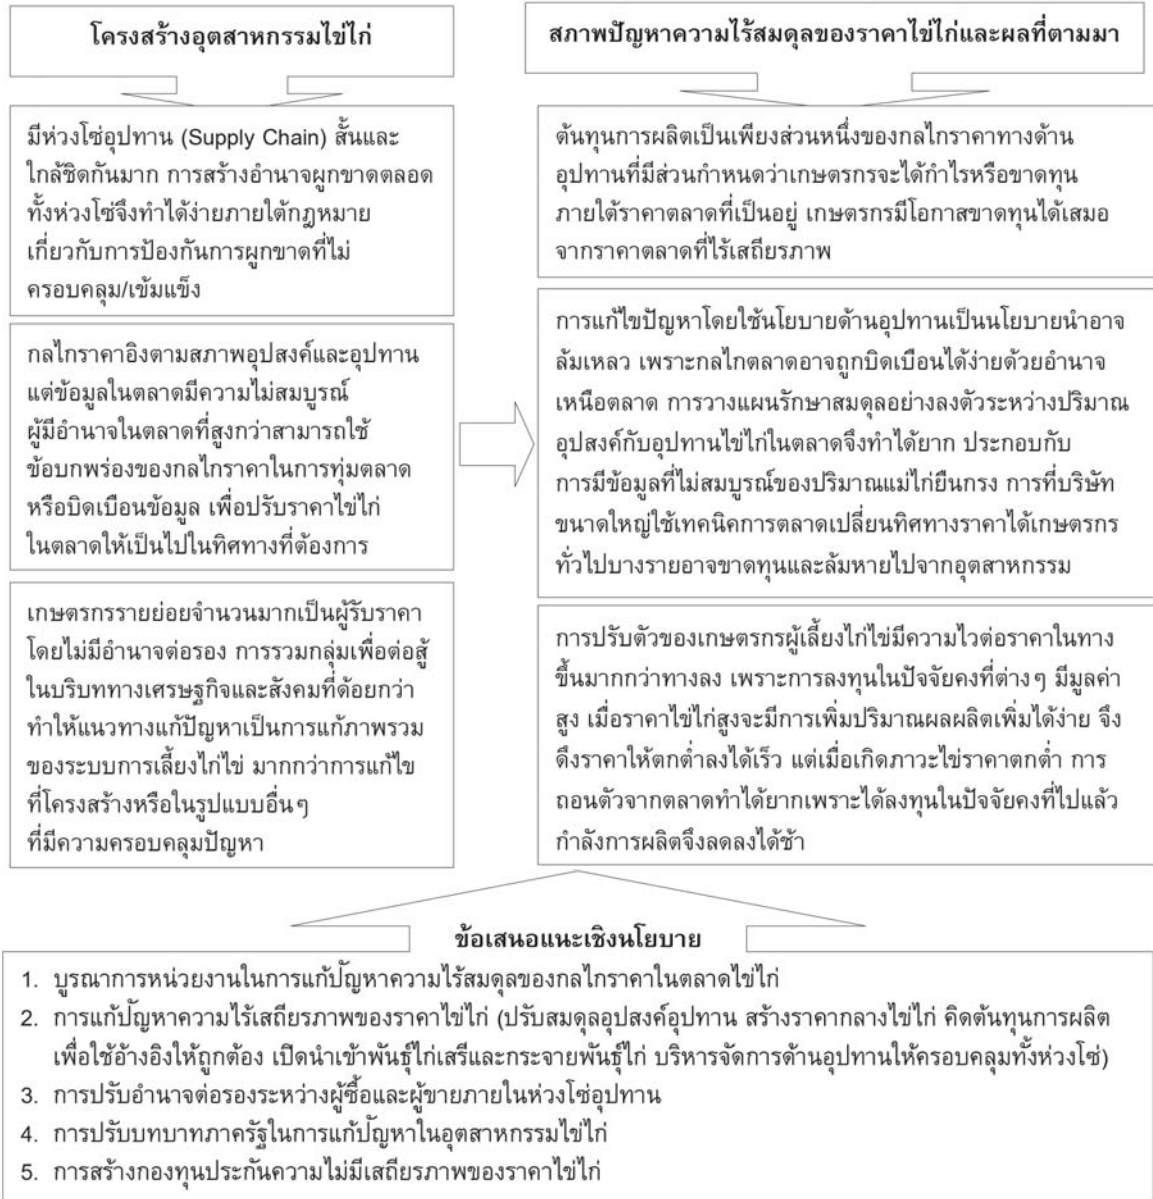 โครงสร้างอุตสาหกรรมไข่ไก่
มีห่วงโซ่อุปทาน (Supply Chain) สั้นและ
ใกล้ชิดกันมาก การสร้างอำนาจผูกขาดตลอด
ทั้งห่วงโซ่จึงทำได้ง่ายภายใต้กฎหมาย
เกี่ยวกับการป้องกันการผูกขาดที่ไม่
ครอบคลุม/เข้มแข็ง
กลไกราคาอิงตามสภาพอุปสงค์และอุปทาน
แต่ข้อมูลในตลาดมีความไม่สมบูรณ์
ผู้มีอำนาจในตลาดที่สูงกว่าสามารถใช้
ข้อบกพร่องของกลไกราคาในการทุ่มตลาด
หรือบิดเบือนข้อมูล เพื่อปรับราคาไข่ไก่
ในตลาดให้เป็นไปในทิศทางที่ต้องการ
เกษตรกรรายย่อยจำนวนมากเป็นผู้รับราคา
โดยไม่มีอำนาจต่อรอง การรวมกลุ่มเพื่อต่อสู้
ในบริบททางเศรษฐกิจและสังคมที่ด้อยกว่า
ทำให้แนวทางแก้ปัญหาเป็นการแก้ภาพรวม
ของระบบการเลี้ยงไก่ไข่ มากกว่าการแก้ไข
ที่โครงสร้างหรือในรูปแบบอื่นๆ
ที่มีความครอบคลุมปัญหา
สภาพปัญหาความไร้สมดุลของราคาไข่ไก่และผลที่ตามมา
ต้นทุนการผลิตเป็นเพียงส่วนหนึ่งของกลไกราคาทางด้าน
อุปทานที่มีส่วนกำหนดว่าเกษตรกรจะได้กำไรหรือขาดทุน
ภายใต้ราคาตลาดที่เป็นอยู่ เกษตรกรมีโอกาสขาดทุนได้เสมอ
จากราคาตลาดที่ไร้เสถียรภาพ
การแก้ไขปัญหาโดยใช้นโยบายด้านอุปทานเป็นนโยบายนำอาจ
ล้มเหลว เพราะกลไกตลาดอาจถูกบิดเบือนได้ง่ายด้วยอำนาจ
เหนือตลาด การวางแผนรักษาสมดุลอย่างลงตัวระหว่างปริมาณ
อุปสงค์กับอุปทานไข่ไก่ในตลาดจึงทำได้ยาก ประกอบกับ
การมีข้อมูลที่ไม่สมบูรณ์ของปริมาณแม่ไก่ยืนกรง การที่บริษัท
ขนาดใหญ่ใช้เทคนิคการตลาดเปลี่ยนทิศทางราคาได้เกษตรกร
ทั่วไปบางรายอาจขาดทุนและล้มหายไปจากอุตสาหกรรม
การปรับตัวของเกษตรกรผู้เลี้ยงไก่ไข่มีความไวต่อราคาในทาง
ขึ้นมากกว่าทางลง เพราะการลงทุนในปัจจัยคงที่ต่างๆ มีมูลค่า
สูง เมื่อราคาไข่ไก่สูงจะมีการเพิ่มปริมาณผลผลิตเพิ่มได้ง่าย จึง
ดึงราคาให้ตกต่ำลงได้เร็ว แต่เมื่อเกิดภาวะไข่ราคาตกต่ำ การ
ถอนตัวจากตลาดทำได้ยากเพราะได้ลงทุนในปัจจัยคงที่ไปแล้ว
กำลังการผลิตจึงลดลงได้ช้า
ข้อเสนอแนะเชิงนโยบาย
1. บูรณาการหน่วยงานในการแก้ปัญหาความไร้สมดุลของกลไกราคาในตลาดไข่ไก่
2. การแก้ปัญหาความไร้เสถียรภาพของราคาไข่ไก่ (ปรับสมดุลอุปสงค์อุปทาน สร้างราคากลางไข่ไก่ คิดต้นทุนการผลิต
เพื่อใช้อ้างอิงให้ถูกต้อง เปิดนำเข้าพันธุ์ไก่เสรีและกระจายพันธุ์ไก่ บริหารจัดการด้านอุปทานให้ครอบคลุมทั้งห่วงโซ่)
3. การปรับอำนาจต่อรองระหว่างผู้ซื้อและผู้ขายภายในห่วงโซ่อุปทาน
4. การปรับบทบาทภาครัฐในการแก้ปัญหาในอุตสาหกรรมไข่ไก่
5. การสร้างกองทุนประกันความไม่มีเสถียรภาพของราคาไข่ไก่